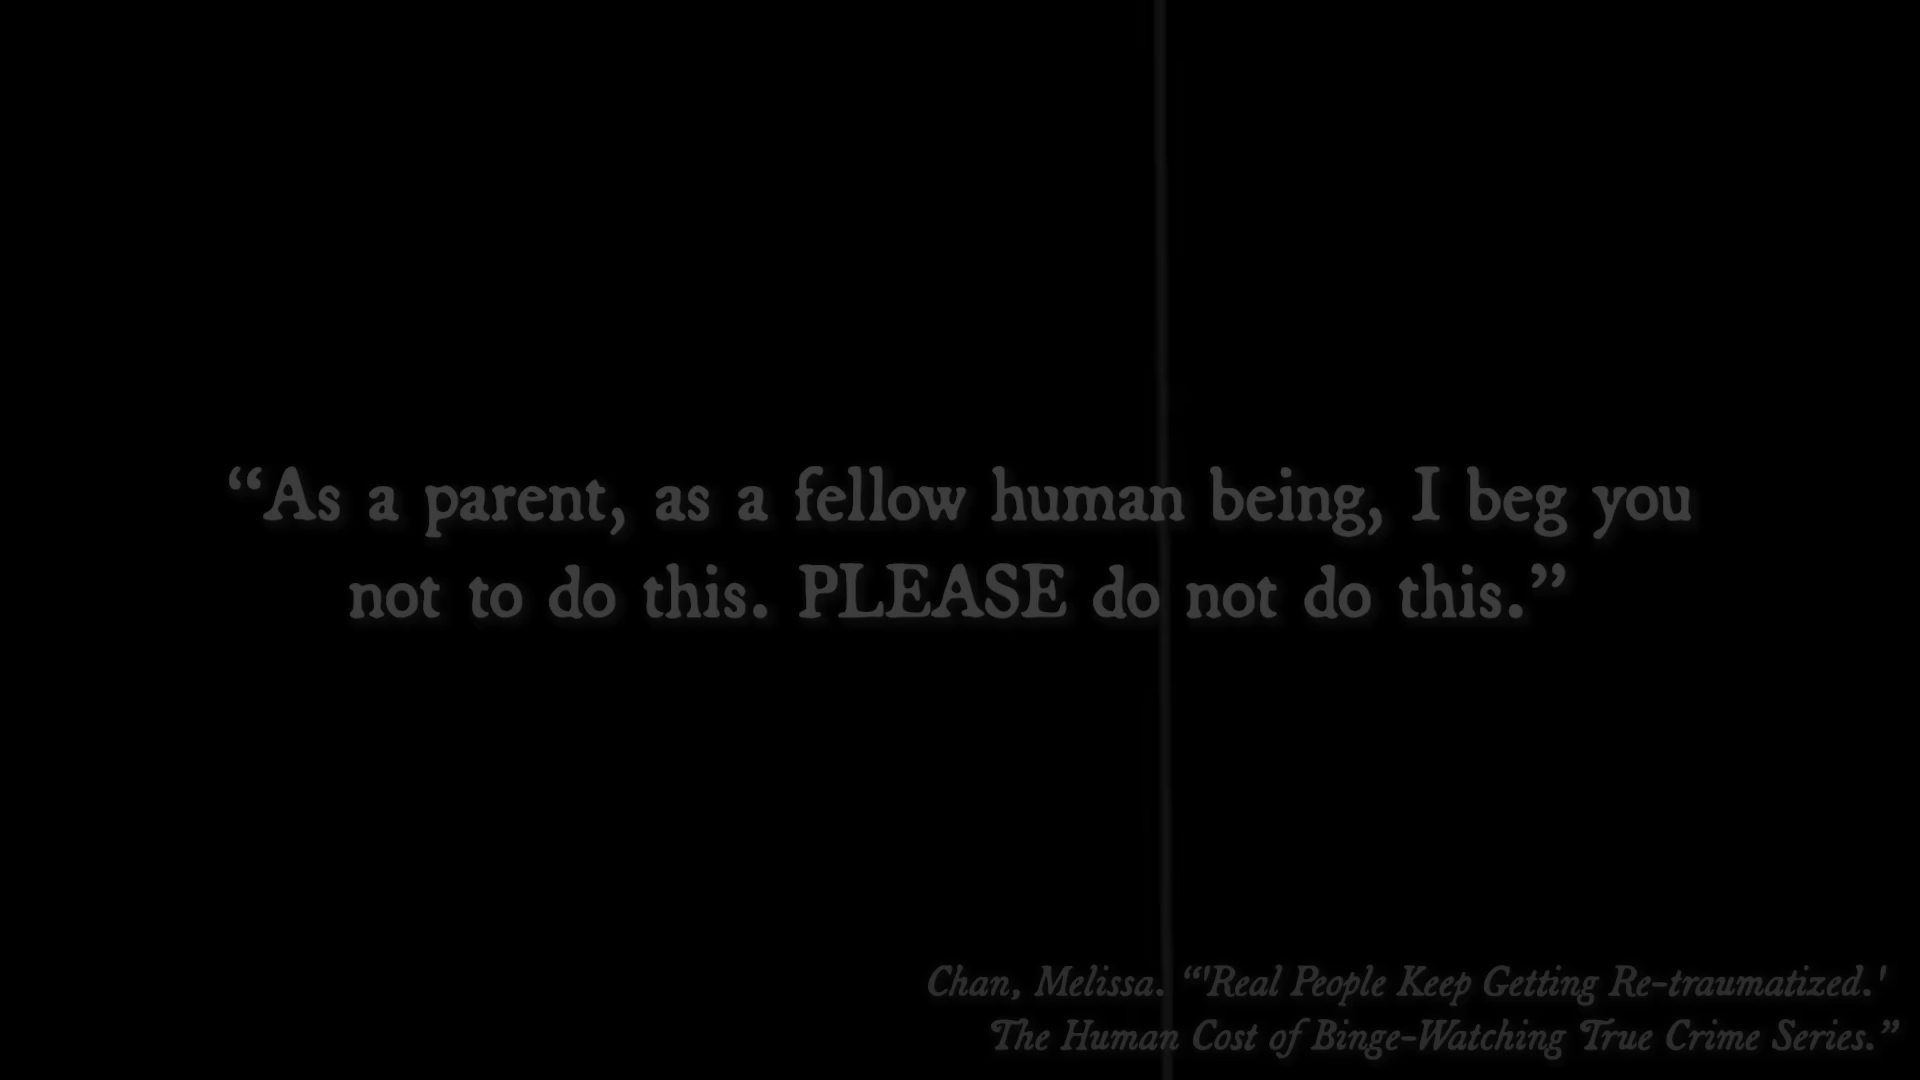 “As a parent, as a fellow human being, I beg you
not to do this. PLEASE do not do this.”
Chan, Melissa. “'Real People Keep Getting Re-traumatized.'
The Human Cost of Binge-Watching True Crime Series.”